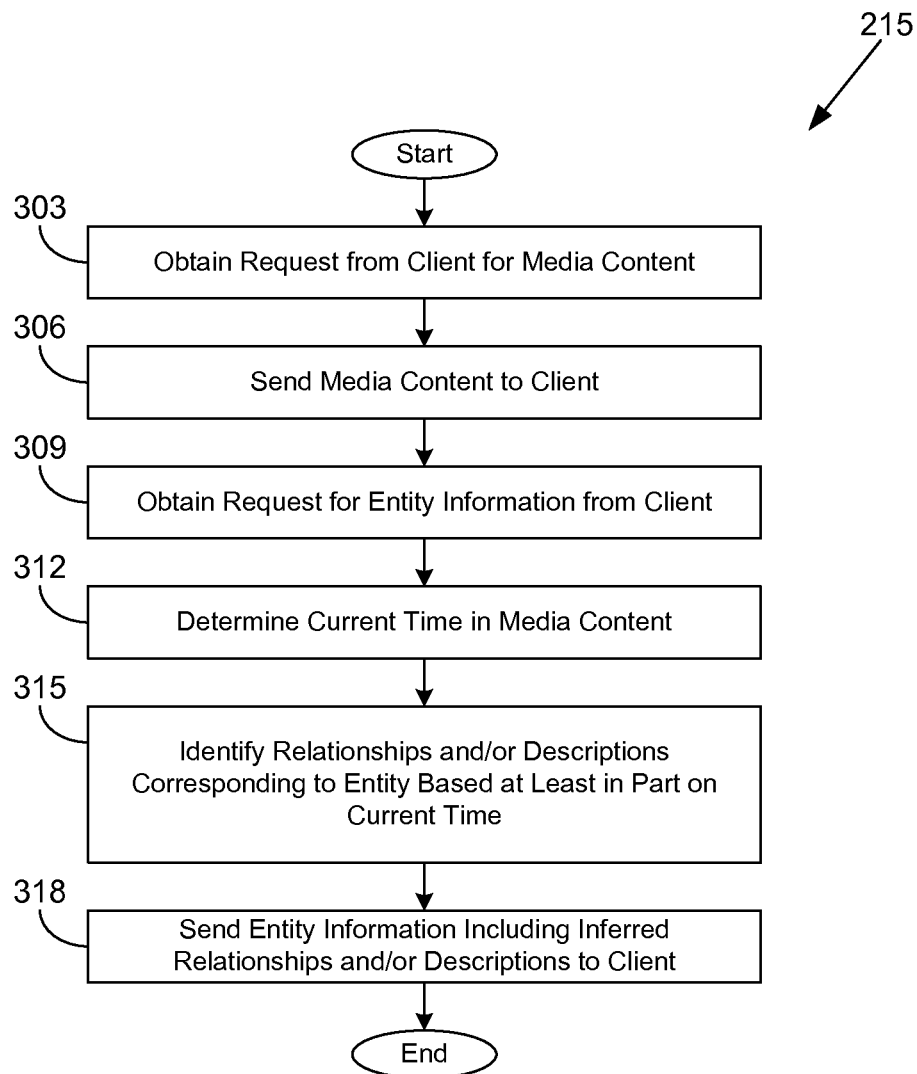 215
Start
303
Obtain Request from Client for Media Content
306
Send Media Content to Client
309
Obtain Request for Entity Information from Client
312
Determine Current Time in Media Content
315
Identify Relationships and/or Descriptions
Corresponding to Entity Based at Least in Part on
Current Time
318
Send Entity Information Including Inferred
Relationships and/or Descriptions to Client
End